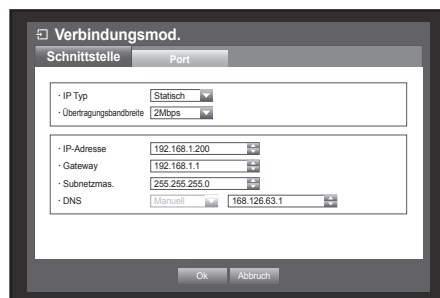 Verbindungsmod.
Schnittstelle Port
· IP Typ Statisch
· Übertragungsbandbreite 2Mbps
· IP-Adresse 192.168.1.200
· Gateway 192.168.1.1
· Subnetzmas. 255.255.255.0
· DNS Manuell 168.126.63.1
Ok Abbruch